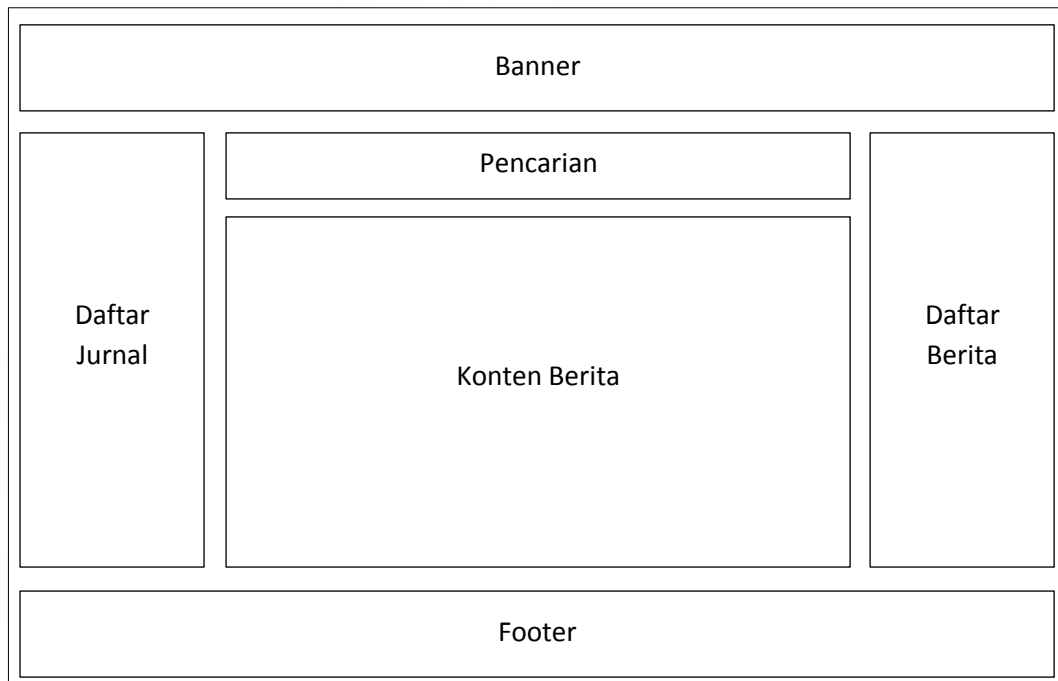 Banner
Pencarian
Daftar
Jurnal
Konten Berita
Daftar
Berita
Footer